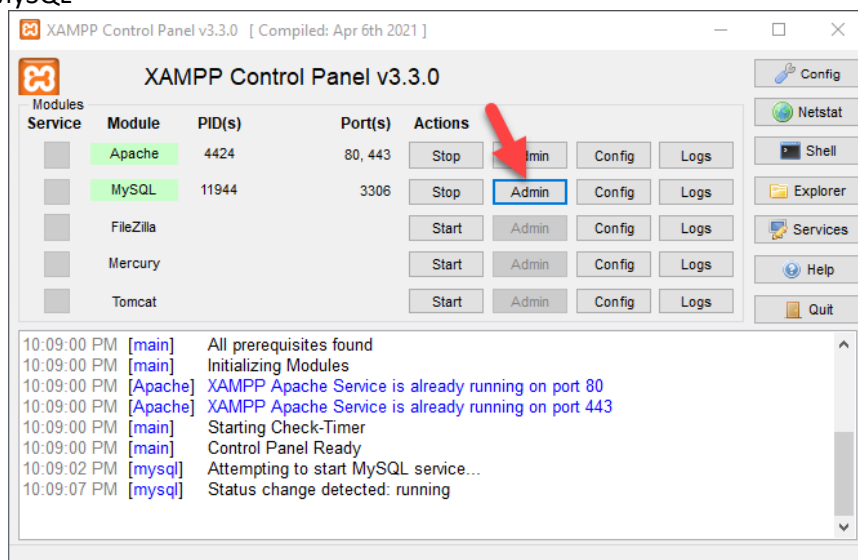 MySQL
XAMPP Control Panel v3.3.0 [ Compiled: Apr 6th 2021 ]
XAMPP Control Panel v3.3.0
Config
Modules
Service Module PID(s) Port(s) Actions
Netstat
Apache 4424 80, 443 Stop Admin Config Logs
Shell
MySQL 11944 3306 Stop Admin Config Logs
Explorer
FileZilla Start Admin Config Logs
Services
Mercury Start Admin Config Logs
Help
Tomcat Start Admin Config Logs
Quit
10:09:00 PM [main] All prerequisites found
10:09:00 PM [main] Initializing Modules
10:09:00 PM [Apache] XAMPP Apache Service is already running on port 80
10:09:00 PM [Apache] XAMPP Apache Service is already running on port 443
10:09:00 PM [main] Starting Check-Timer
10:09:00 PM [main] Control Panel Ready
10:09:02 PM [mysql] Attempting to start MySQL service...
10:09:07 PM [mysql] Status change detected: running